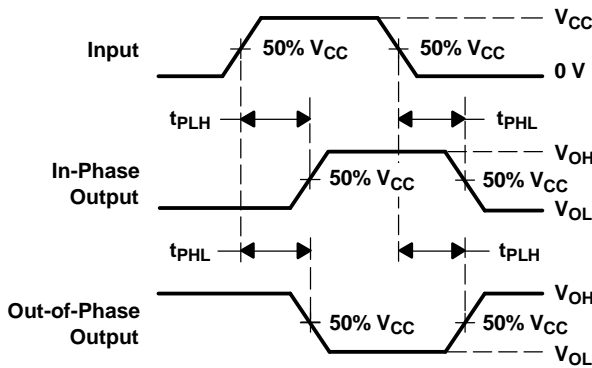 V_CC
Input
50% V_CC
50% V_CC
0 V
t_PLH
t_PHL
V_OH
In-Phase
Output
50% V_CC
50% V_CC
V_OL
t_PHL
t_PLH
V_OH
Out-of-Phase
Output
50% V_CC
50% V_CC
V_OL